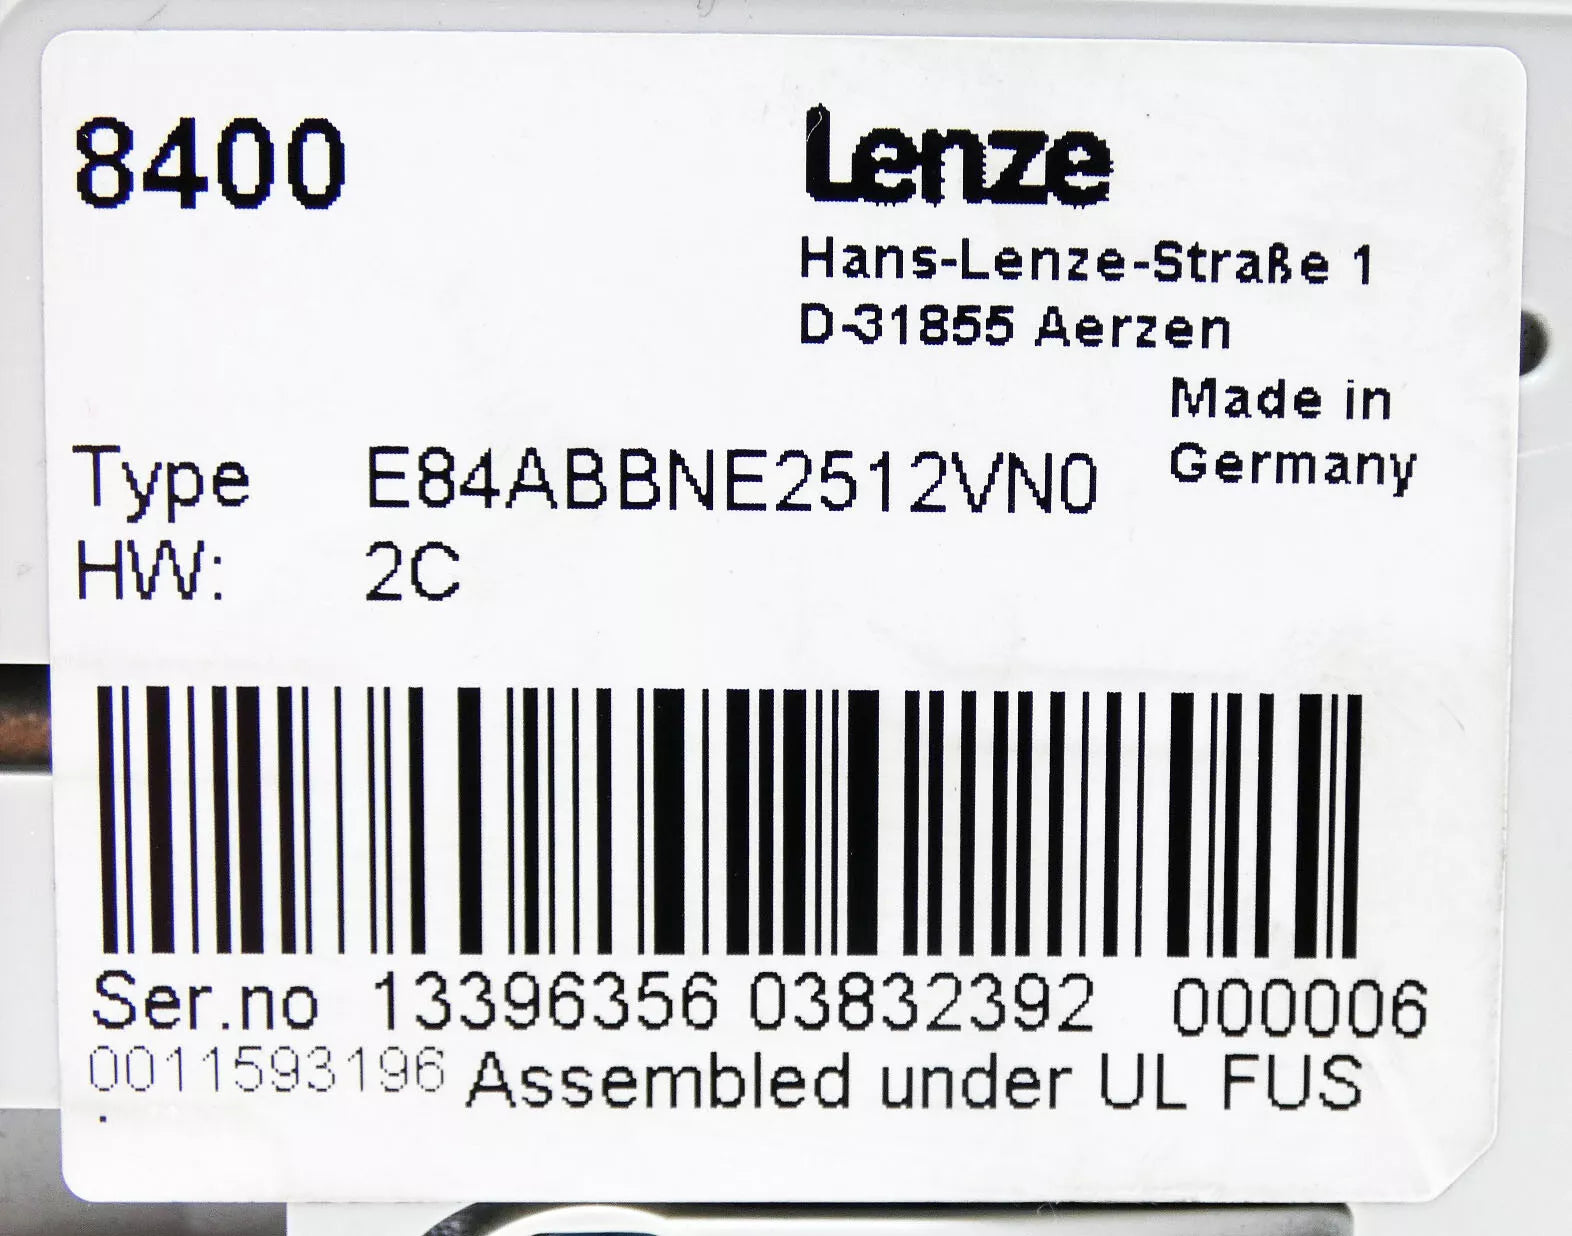 8400
Lenze
Hans-Lenze-Straße 1
D-31855 Aerzen
Made in
Germany
Type E84ABBNE2512VN0
HW: 2C
Ser.no 13396356 03832392 000006
0011593196 Assembled under UL FUS
.